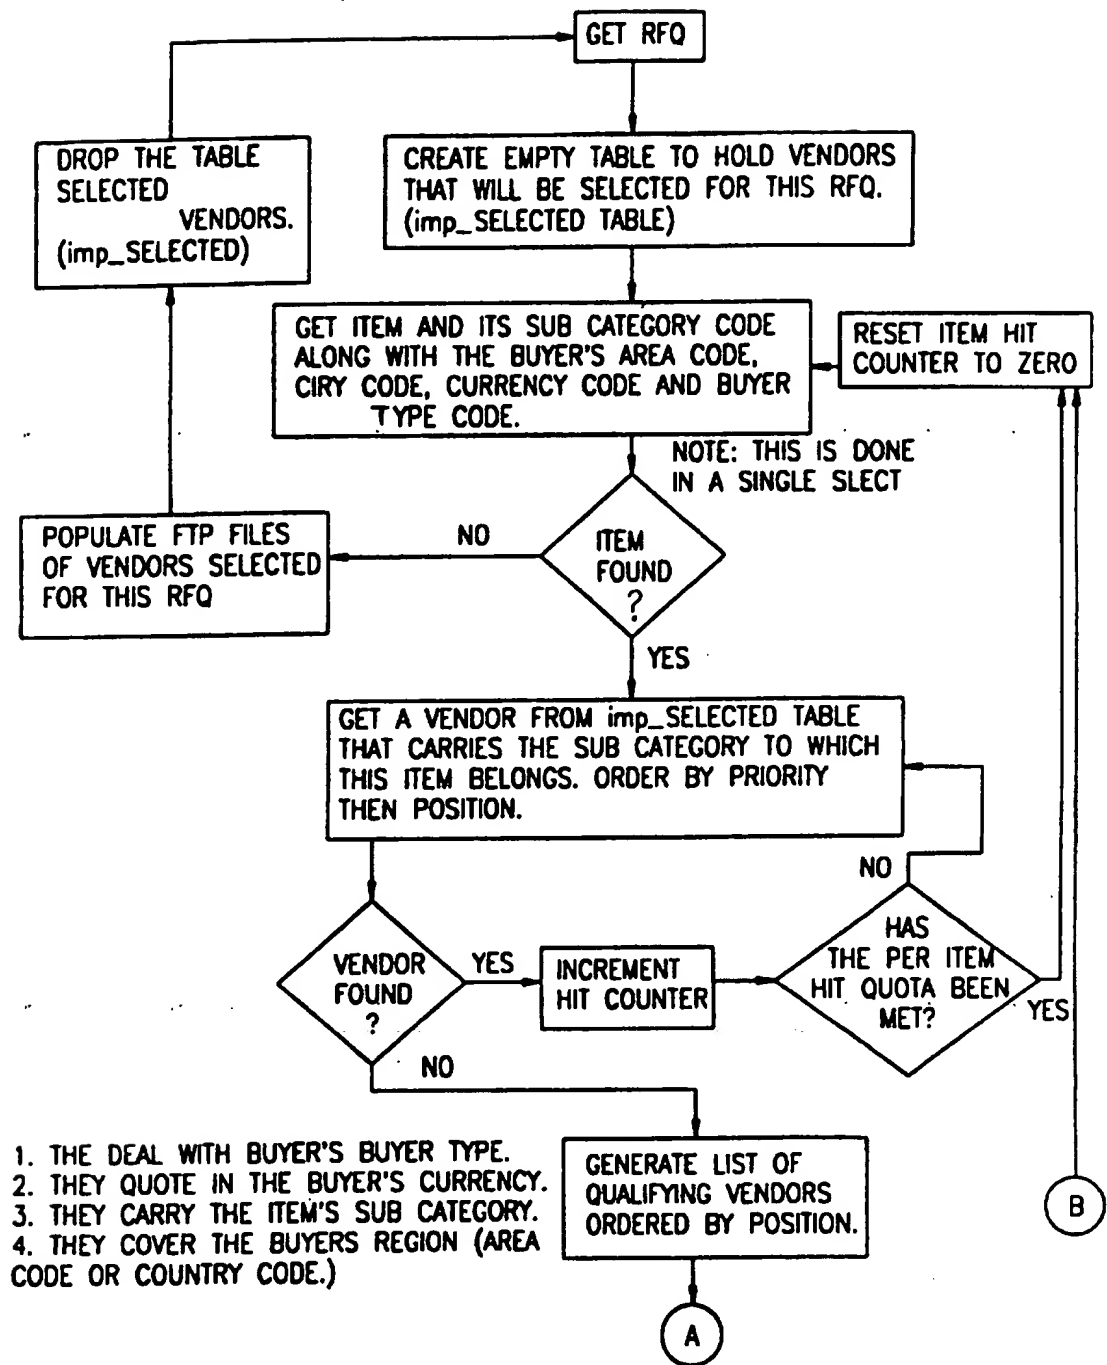 GET RFQ
DROP THE TABLE
SELECTED
VENDORS.
(imp_SELECTED)
CREATE EMPTY TABLE TO HOLD VENDORS
THAT WILL BE SELECTED FOR THIS RFQ.
(imp_SELECTED TABLE)
GET ITEM AND ITS SUB CATEGORY CODE
ALONG WITH THE BUYER'S AREA CODE,
CIRY CODE, CURRENCY CODE AND BUYER
TYPE CODE.
RESET ITEM HIT
COUNTER TO ZERO
NOTE: THIS IS DONE
IN A SINGLE SLECT
POPULATE FTP FILES
OF VENDORS SELECTED
FOR THIS RFQ
NO
ITEM
FOUND
?
YES
GET A VENDOR FROM imp_SELECTED TABLE
THAT CARRIES THE SUB CATEGORY TO WHICH
THIS ITEM BELONGS. ORDER BY PRIORITY
THEN POSITION.
NO
VENDOR
FOUND
?
YES
INCREMENT
HIT COUNTER
HAS
THE PER ITEM
HIT QUOTA BEEN
MET?
YES
NO
1. THE DEAL WITH BUYER'S BUYER TYPE.
2. THEY QUOTE IN THE BUYER'S CURRENCY.
3. THEY CARRY THE ITEM'S SUB CATEGORY.
4. THEY COVER THE BUYERS REGION (AREA
CODE OR COUNTRY CODE.)
GENERATE LIST OF
QUALIFYING VENDORS
ORDERED BY POSITION.
B
A